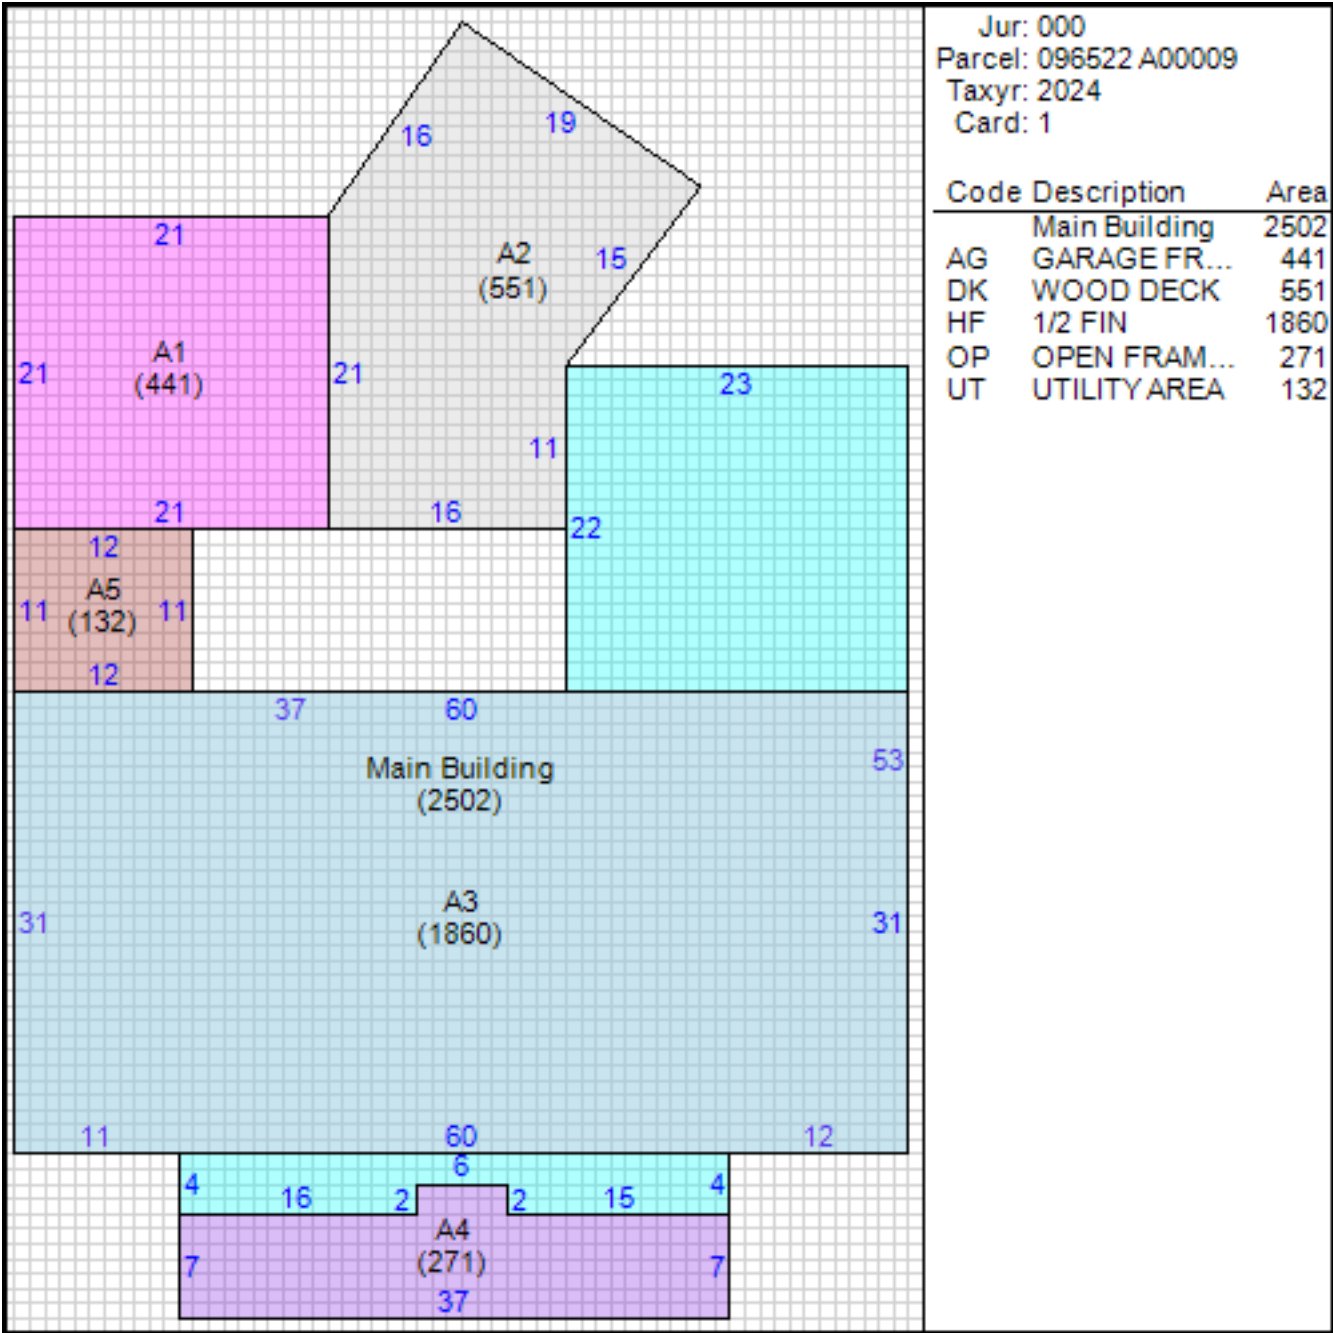 Jur: 000
Parcel: 096522 A00009
Taxyr: 2024
Card: 1
Code Description Area
Main Building 2502
AG GARAGE FR... 441
DK WOOD DECK 551
HF 1/2 FIN 1860
OP OPEN FRAM... 271
UT UTILITY AREA 132
16
19
21
A2
(551)
15
A1
(441)
21
21
23
11
21
16
22
12
A5
(132)
11
11
12
37
60
53
Main Building
(2502)
A3
(1860)
31
31
11
60
12
6
4
16
2
2
15
4
A4
(271)
7
7
37